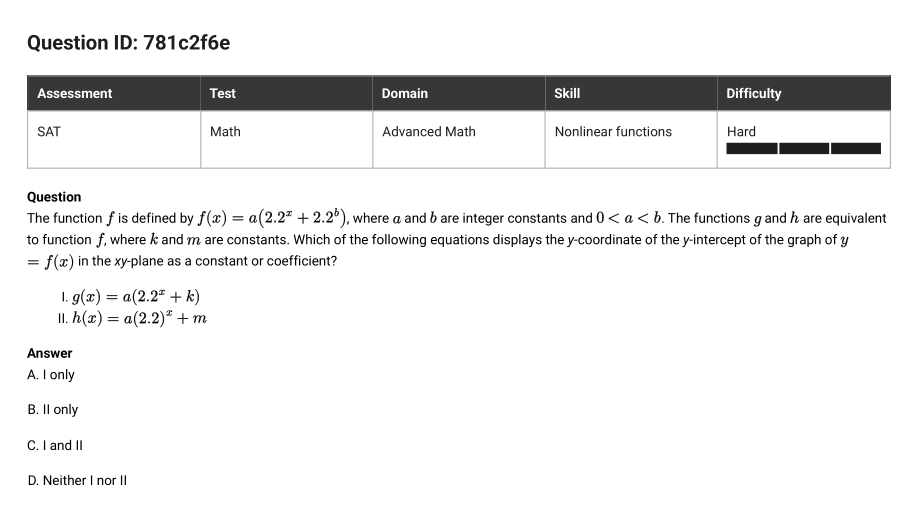 Question ID: 781c2f6e
Assessment Test Domain Skill Difficulty
SAT Math Advanced Math Nonlinear functions Hard
Question
The function f is defined by f(x) = a(2.2ˣ + 2.2ᵇ), where a and b are integer constants and 0 < a < b. The functions g and h are equivalent
to function f, where k and m are constants. Which of the following equations displays the y-coordinate of the y-intercept of the graph of y
= f(x) in the xy-plane as a constant or coefficient?
I. g(x) = a(2.2ˣ + k)
II. h(x) = a(2.2)ˣ + m
Answer
A. I only
B. II only
C. I and II
D. Neither I nor II